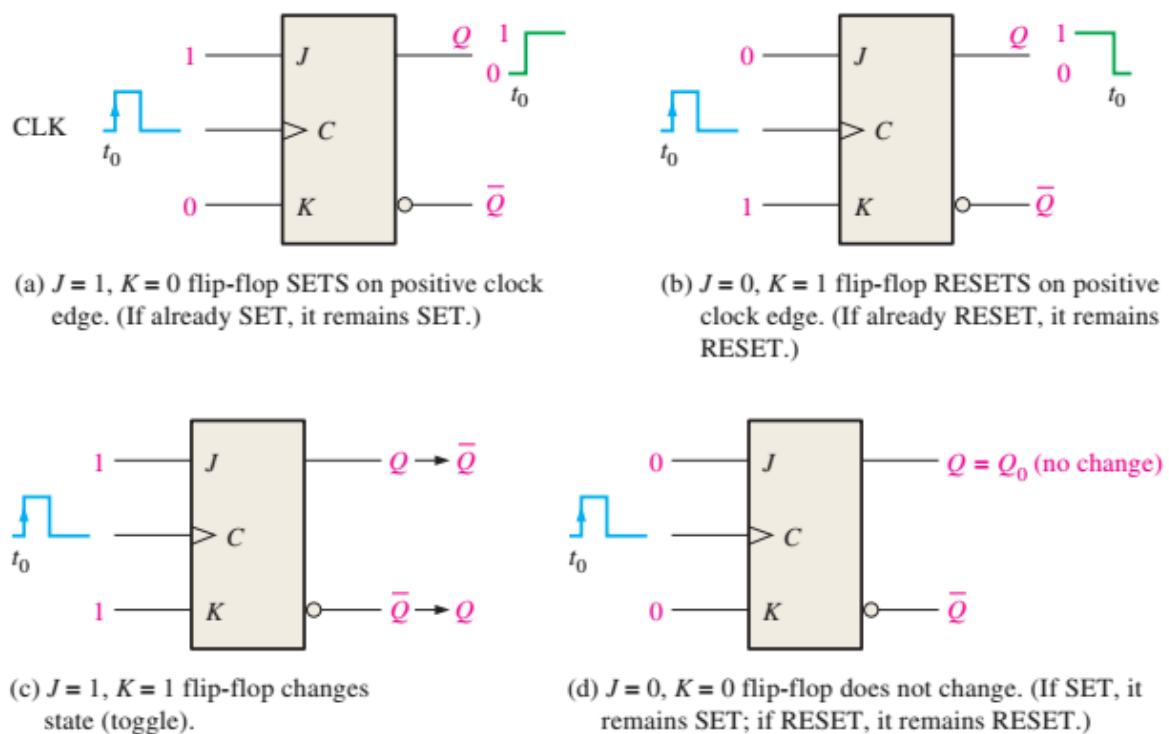 1 J Q 1
0
t₀
CLK t₀ C
0 K Q̅
(a) J = 1, K = 0 flip-flop SETS on positive clock
edge. (If already SET, it remains SET.)
0 J Q 1
0
t₀
t₀ C
1 K Q̅
(b) J = 0, K = 1 flip-flop RESETS on positive
clock edge. (If already RESET, it remains
RESET.)
1 J Q → Q̅
t₀ C
1 K Q̅ → Q
(c) J = 1, K = 1 flip-flop changes
state (toggle).
0 J Q = Q₀ (no change)
t₀ C
0 K Q̅
(d) J = 0, K = 0 flip-flop does not change. (If SET, it
remains SET; if RESET, it remains RESET.)